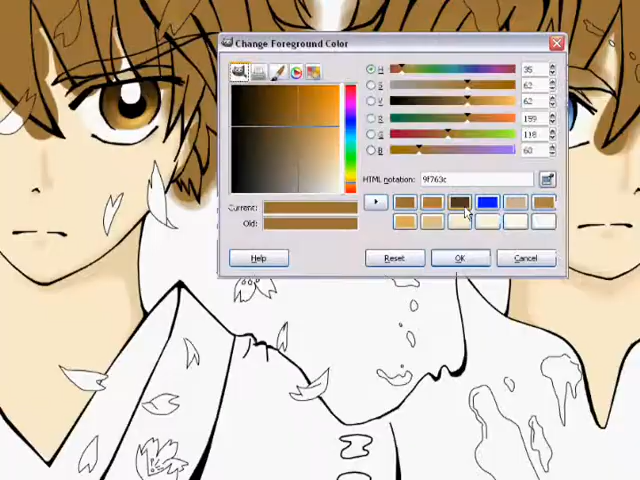 Change Foreground Color
H 35
S 62
V 62
R 159
G 118
B 60
HTML notation: 9f763c
Current:
Old:
Help Reset OK Cancel